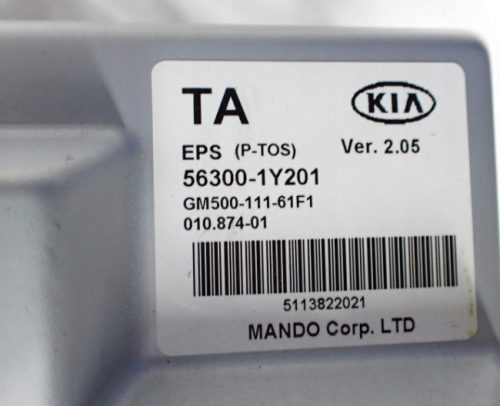 TA KIA
EPS (P-TOS) Ver. 2.05
56300-1Y201
GM500-111-61F1
010.874-01
5113822021
MANDO Corp. LTD